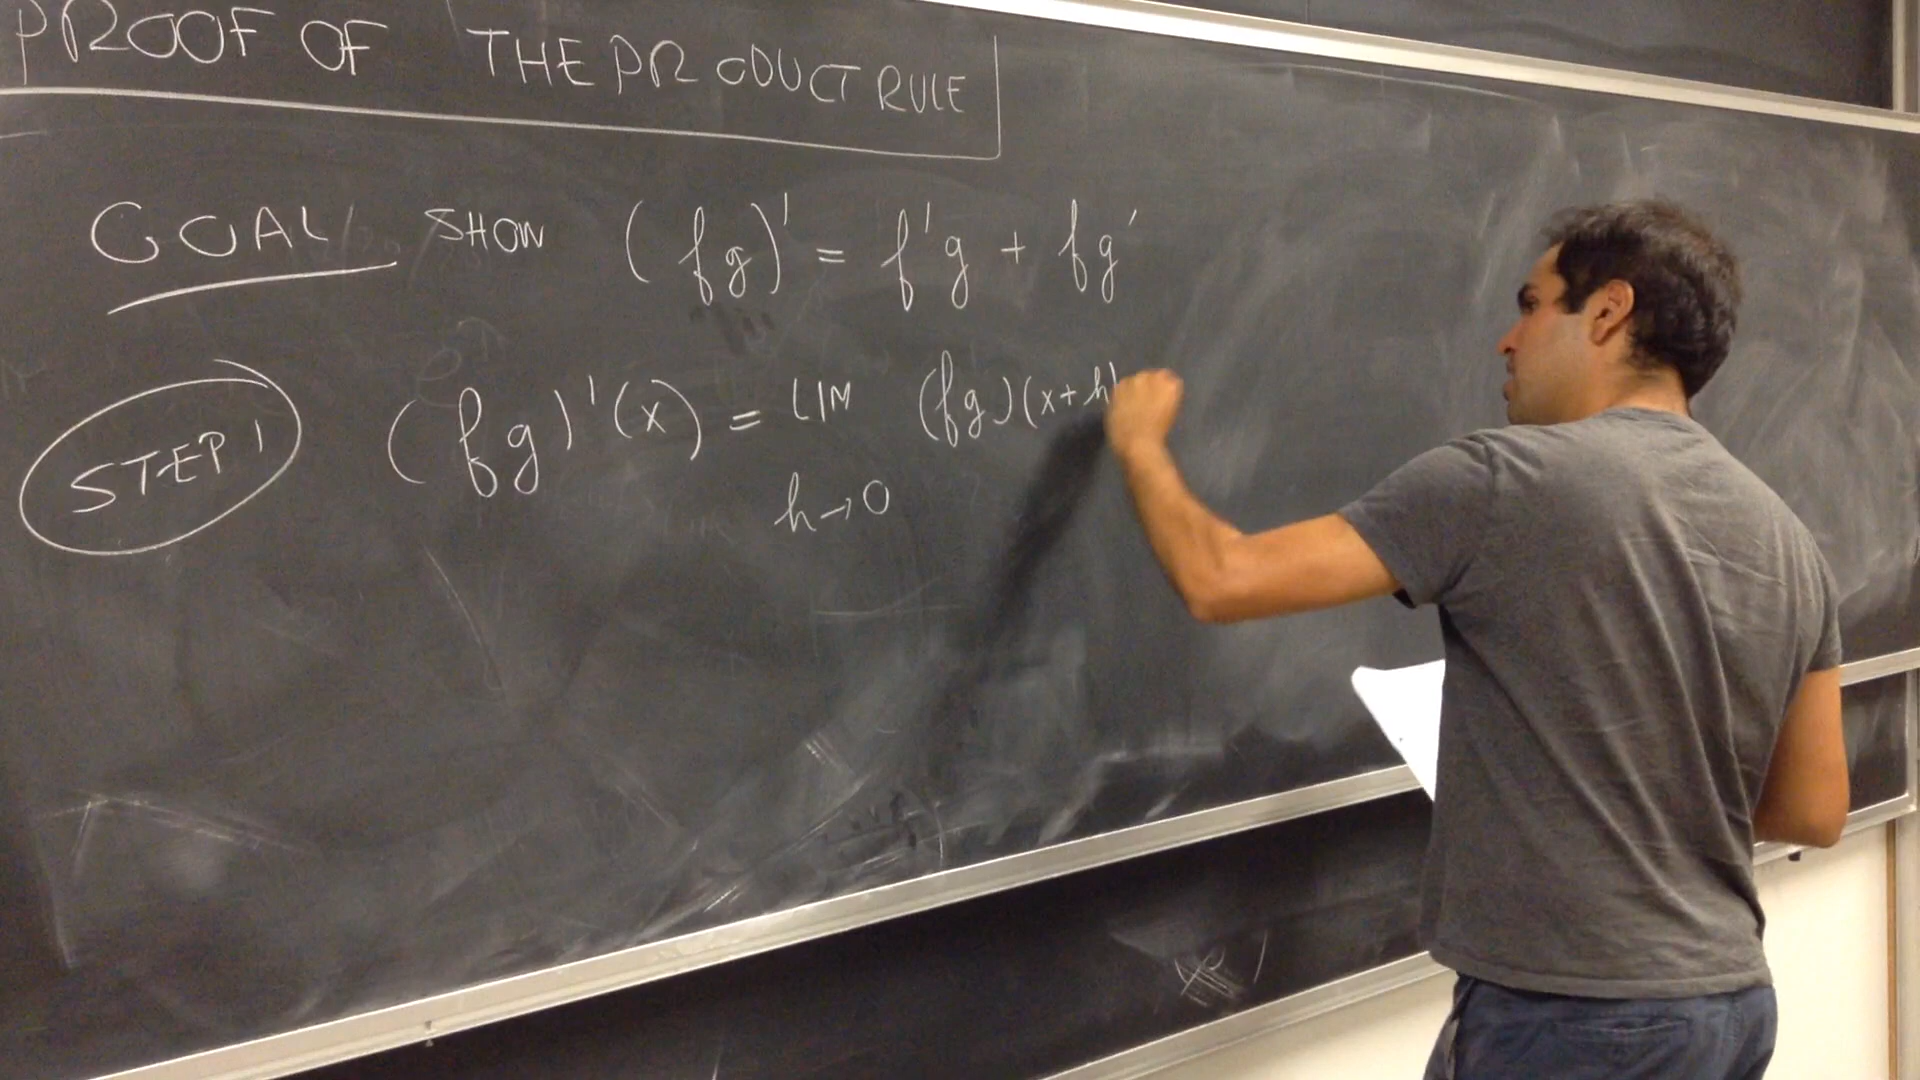 PROOF OF THE PRODUCT RULE
GOAL SHOW (fg)' = f'g + fg'
STEP 1 (fg)'(x) = LIM (fg)(x+h)
h→0